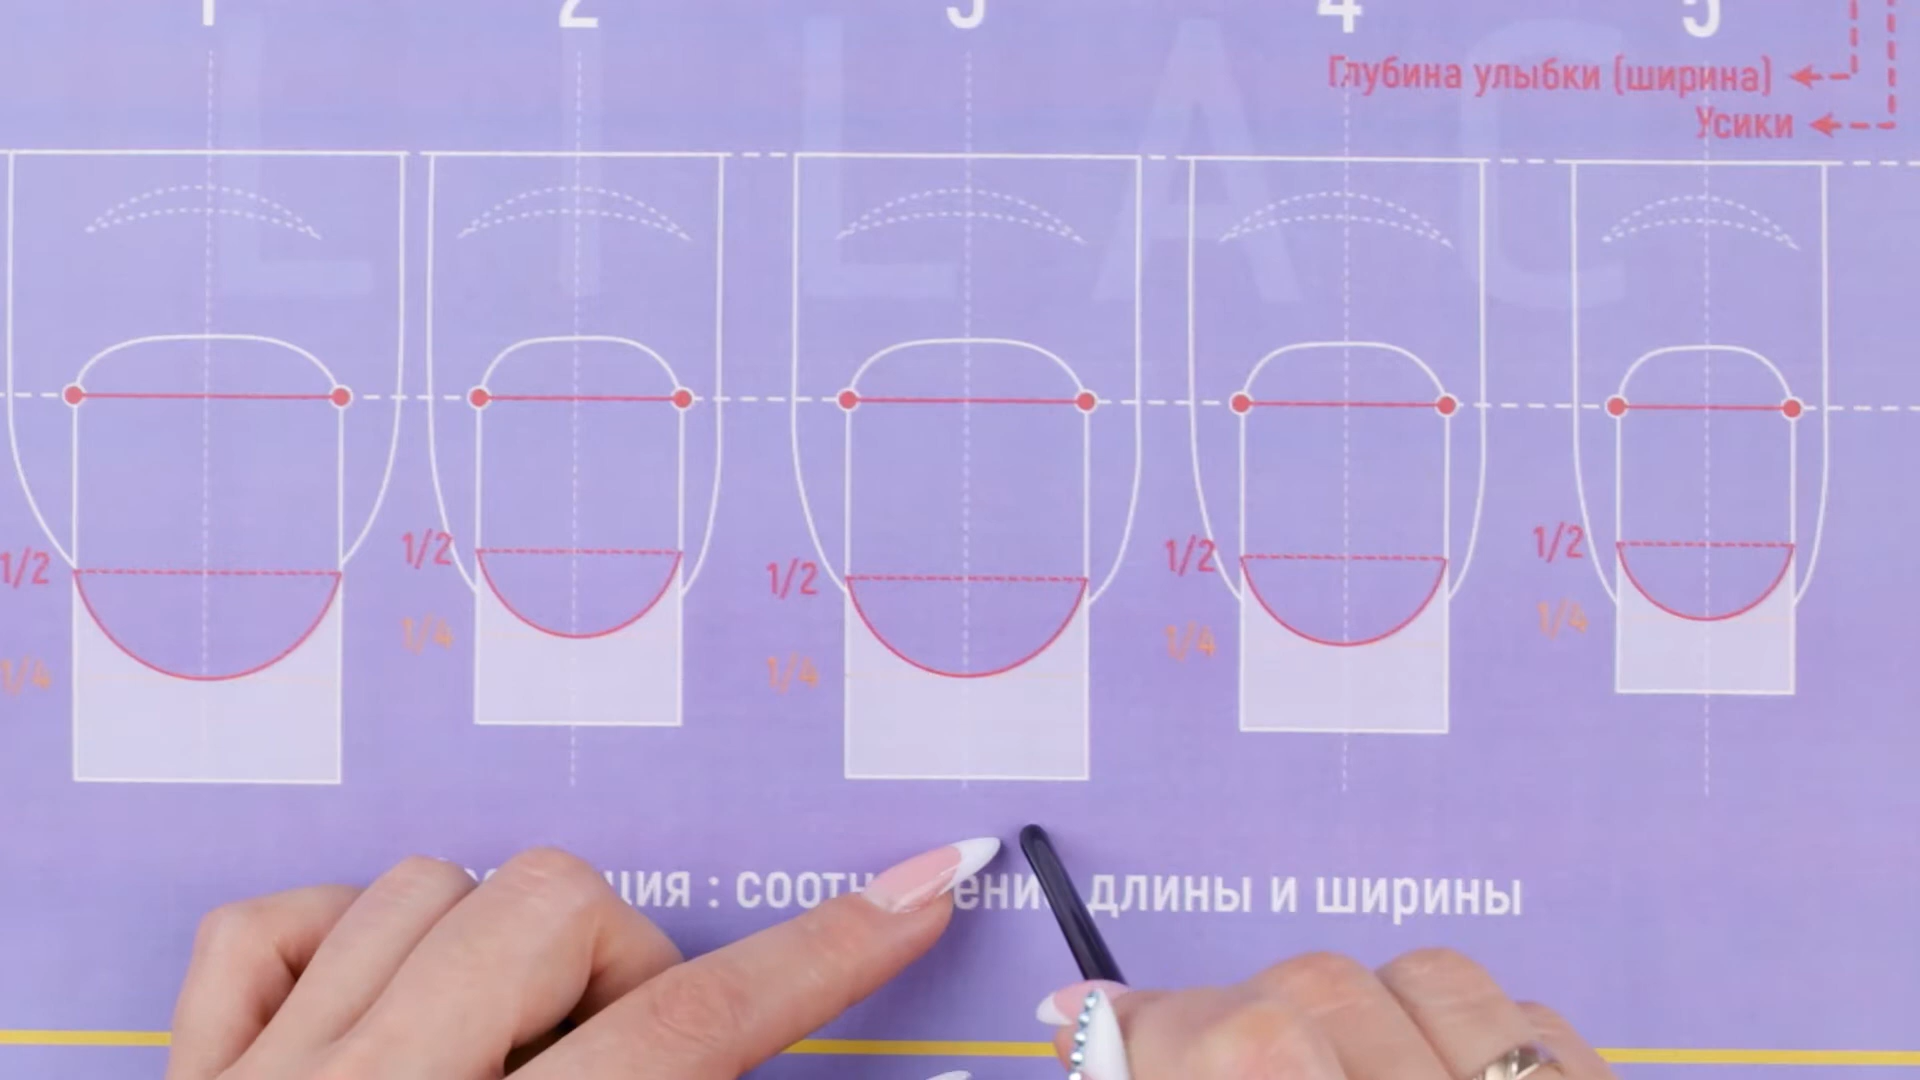 1 2 3 4 5
Глубина улыбки (ширина)
Усики
LILAC
1/2 1/2 1/2 1/2 1/2
1/4 1/4 1/4 1/4 1/4
: длины и ширины